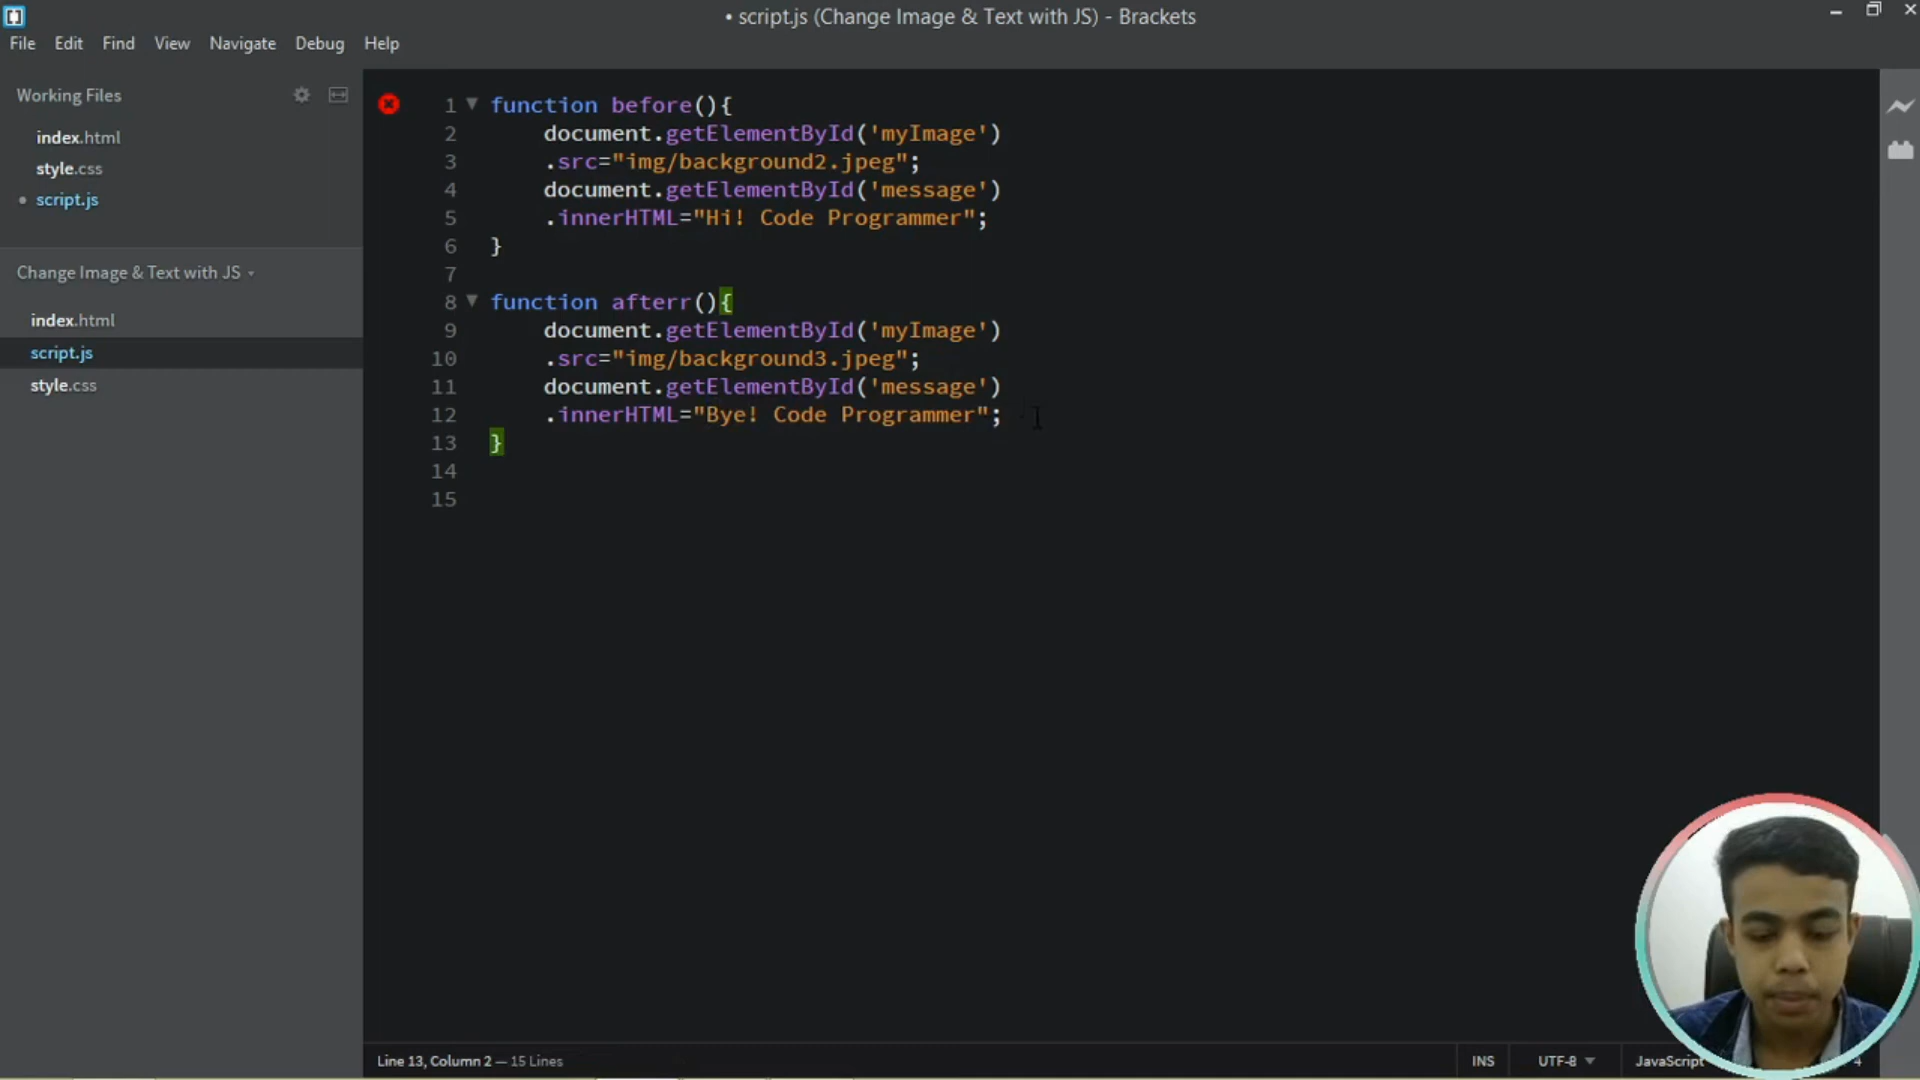 • script.js (Change Image & Text with JS) - Brackets
File Edit Find View Navigate Debug Help
Working Files
index.html
style.css
• script.js
Change Image & Text with JS
index.html
script.js
style.css
1 function before(){
2 document.getElementById('myImage')
3 .src="img/background2.jpeg";
4 document.getElementById('message')
5 .innerHTML="Hi! Code Programmer";
6 }
7
8 function afterr(){
9 document.getElementById('myImage')
10 .src="img/background3.jpeg";
11 document.getElementById('message')
12 .innerHTML="Bye! Code Programmer";
13 }
14
15
Line 13, Column 2 — 15 Lines
INS UTF-8 JavaScript 4